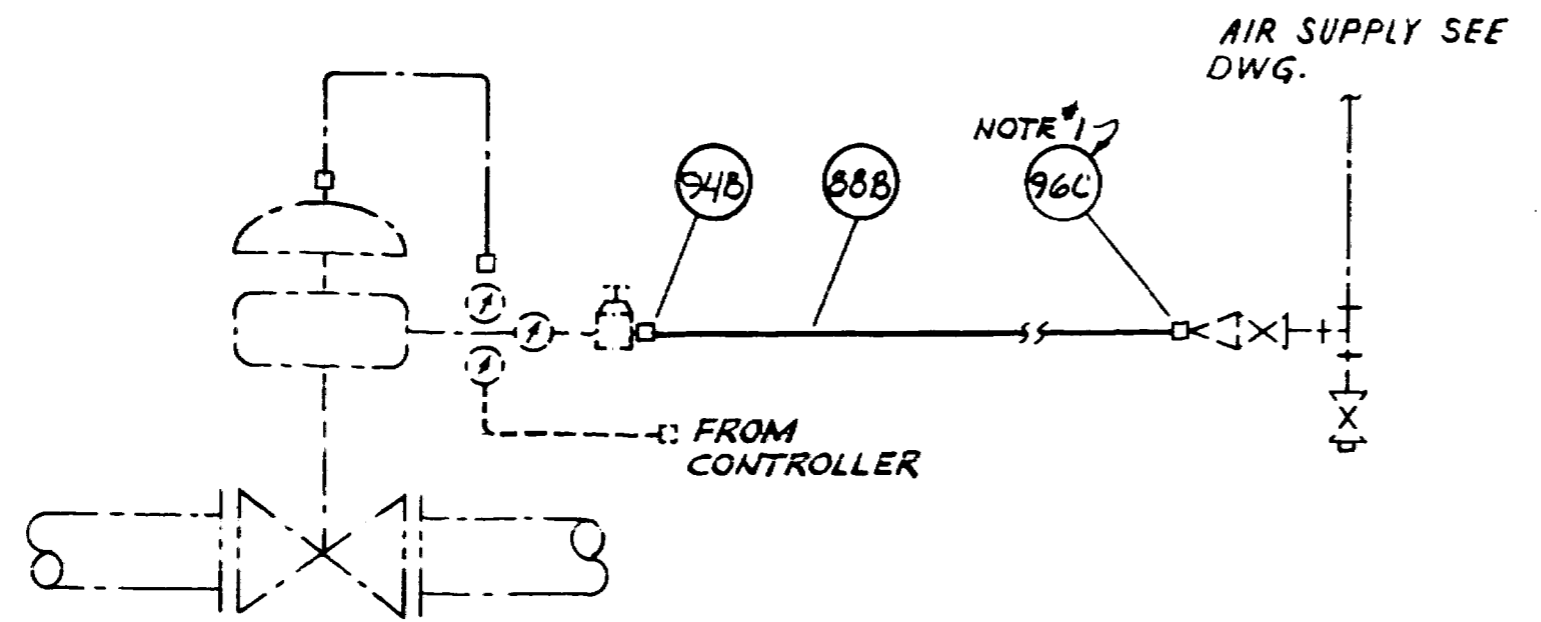 AIR SUPPLY SEE
DWG.
NOTE #1
94B
88B
96C
FROM
CONTROLLER